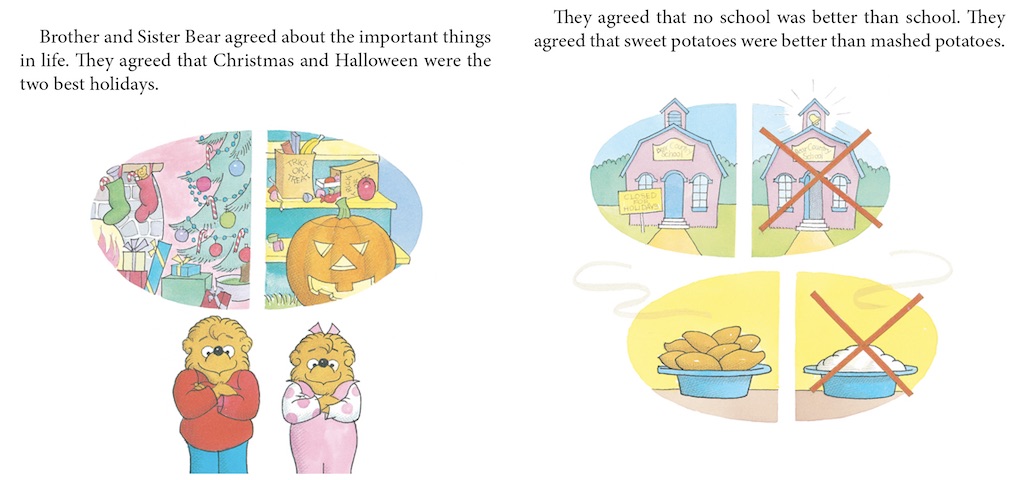 Brother and Sister Bear agreed about the important things
in life. They agreed that Christmas and Halloween were the
two best holidays.
TRICK
OR
TREAT
They agreed that no school was better than school. They
agreed that sweet potatoes were better than mashed potatoes.
Bear Country
School
CLOSED
FOR
HOLIDAYS
Bear Country
School